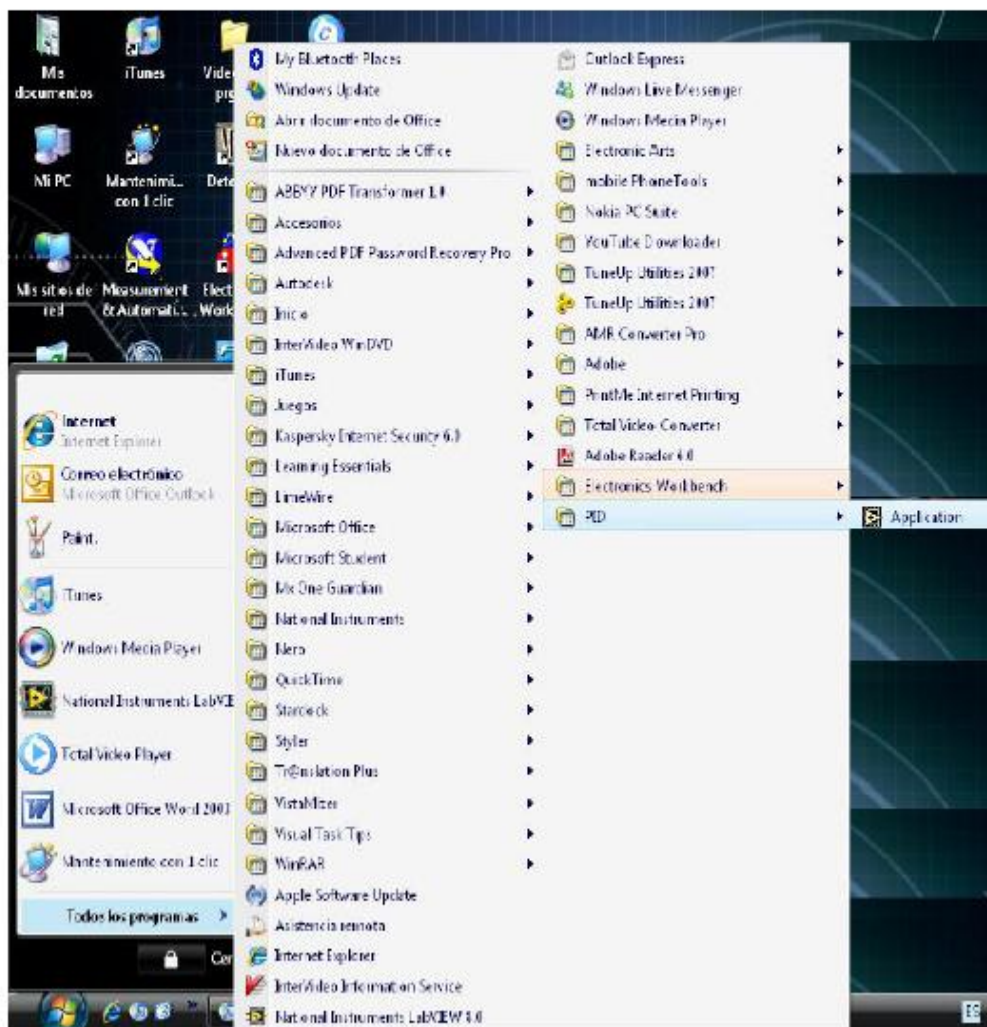 Mis documentos
iTunes
Mi PC
Mantenimi... con 1 clic
Mis sitios de red
Measurement & Automati...
Internet
Internet Explorer
Correo electrónico
Microsoft Office Outlook
Paint.
iTunes
Windows Media Player
National Instruments LabVIE
Total Video Player
Microsoft Office Word 2003
Mantenimiento con 1 clic
Todos los programas
My Bluetooth Places
Windows Update
Abrir documento de Office
Nuevo documento de Office
ABBYY PDF Transformer 1.0
Accesorios
Advanced PDF Password Recovery Pro
Autodesk
Inicio
InterVideo WinDVD
iTunes
Juegos
Kaspersky Internet Security 6.0
Learning Essentials
LimeWire
Microsoft Office
Microsoft Student
Mx One Guardian
National Instruments
Nero
QuickTime
Stardock
Styler
Tr@nslation Plus
VistaMizer
Visual Task Tips
WinRAR
Apple Software Update
Asistencia remota
Internet Explorer
InterVideo Information Service
National Instruments LabVIEW 8.0
Outlook Express
Windows Live Messenger
Windows Media Player
Electronic Arts
mobile PhoneTools
Nokia PC Suite
YouTube Downloader
TuneUp Utilities 2007
TuneUp Utilities 2007
AMR Converter Pro
Adobe
PrintMe Internet Printing
Total Video Converter
Adobe Reader
Electronics Workbench
PID
Application
ES